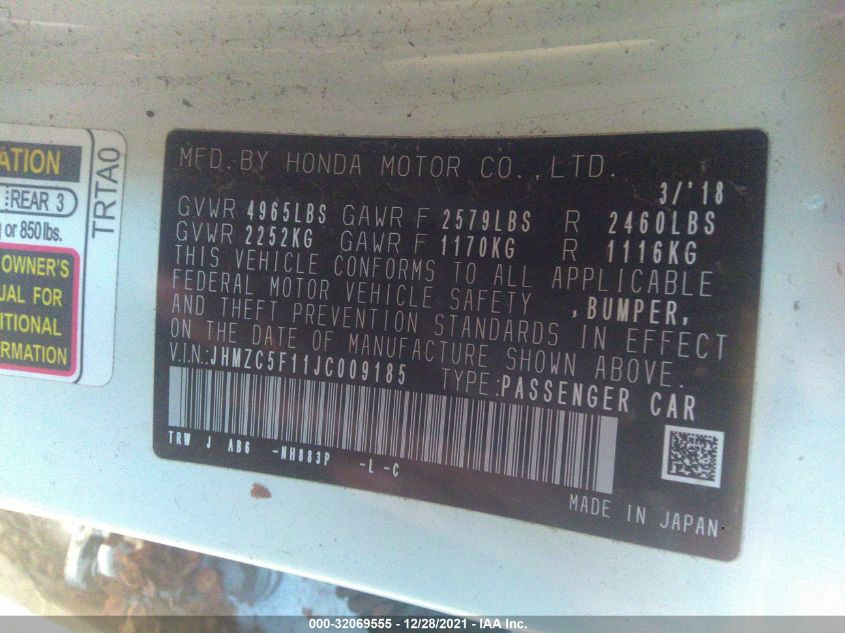 ATION
REAR 3
or 850 lbs.
OWNER'S
UAL FOR
ITIONAL
RMATION
TRTA0
MFD. BY HONDA MOTOR CO., LTD.
3/'18
GVWR 4965LBS GAWR F 2579LBS R 2460LBS
GVWR 2252KG GAWR F 1170KG R 1116KG
THIS VEHICLE CONFORMS TO ALL APPLICABLE
FEDERAL MOTOR VEHICLE SAFETY ,BUMPER,
AND THEFT PREVENTION STANDARDS IN EFFECT
ON THE DATE OF MANUFACTURE SHOWN ABOVE.
V.I.N:JHMZC5F11JC009185 TYPE:PASSENGER CAR
TRW J AB6 -NH883P -L -C
MADE IN JAPAN
000-32069555 - 12/28/2021 - IAA Inc.